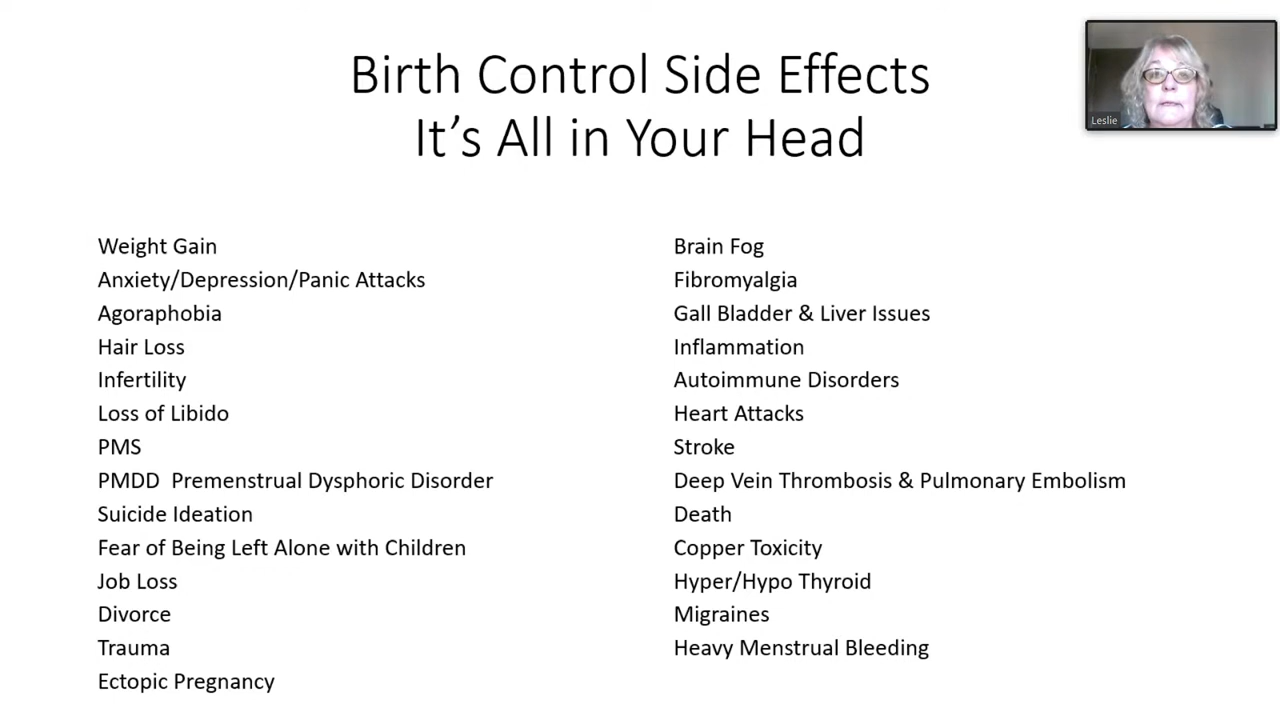 Birth Control Side Effects
It's All in Your Head
Leslie
Weight Gain
Anxiety/Depression/Panic Attacks
Agoraphobia
Hair Loss
Infertility
Loss of Libido
PMS
PMDD  Premenstrual Dysphoric Disorder
Suicide Ideation
Fear of Being Left Alone with Children
Job Loss
Divorce
Trauma
Ectopic Pregnancy
Brain Fog
Fibromyalgia
Gall Bladder & Liver Issues
Inflammation
Autoimmune Disorders
Heart Attacks
Stroke
Deep Vein Thrombosis & Pulmonary Embolism
Death
Copper Toxicity
Hyper/Hypo Thyroid
Migraines
Heavy Menstrual Bleeding